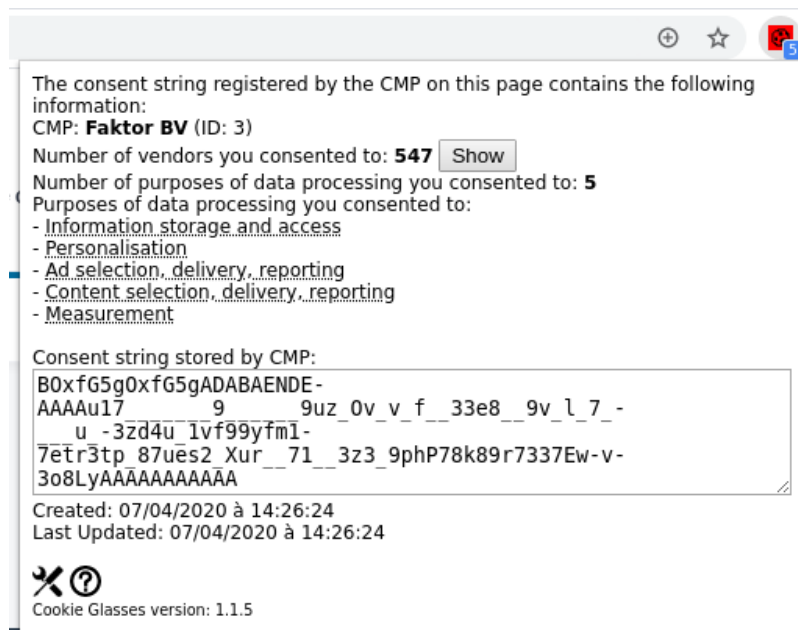 5
The consent string registered by the CMP on this page contains the following
information:
CMP: Faktor BV (ID: 3)
Number of vendors you consented to: 547 Show
Number of purposes of data processing you consented to: 5
Purposes of data processing you consented to:
- Information storage and access
- Personalisation
- Ad selection, delivery, reporting
- Content selection, delivery, reporting
- Measurement
Consent string stored by CMP:
BOxfG5gOxfG5gADABAENDE-
AAAAu17_______9______9uz_Ov_v_f__33e8__9v_l_7_-
___u_-3zd4u_1vf99yfm1-
7etr3tp_87ues2_Xur__71__3z3_9phP78k89r7337Ew-v-
3o8LyAAAAAAAAAAA
Created: 07/04/2020 à 14:26:24
Last Updated: 07/04/2020 à 14:26:24
Cookie Glasses version: 1.1.5